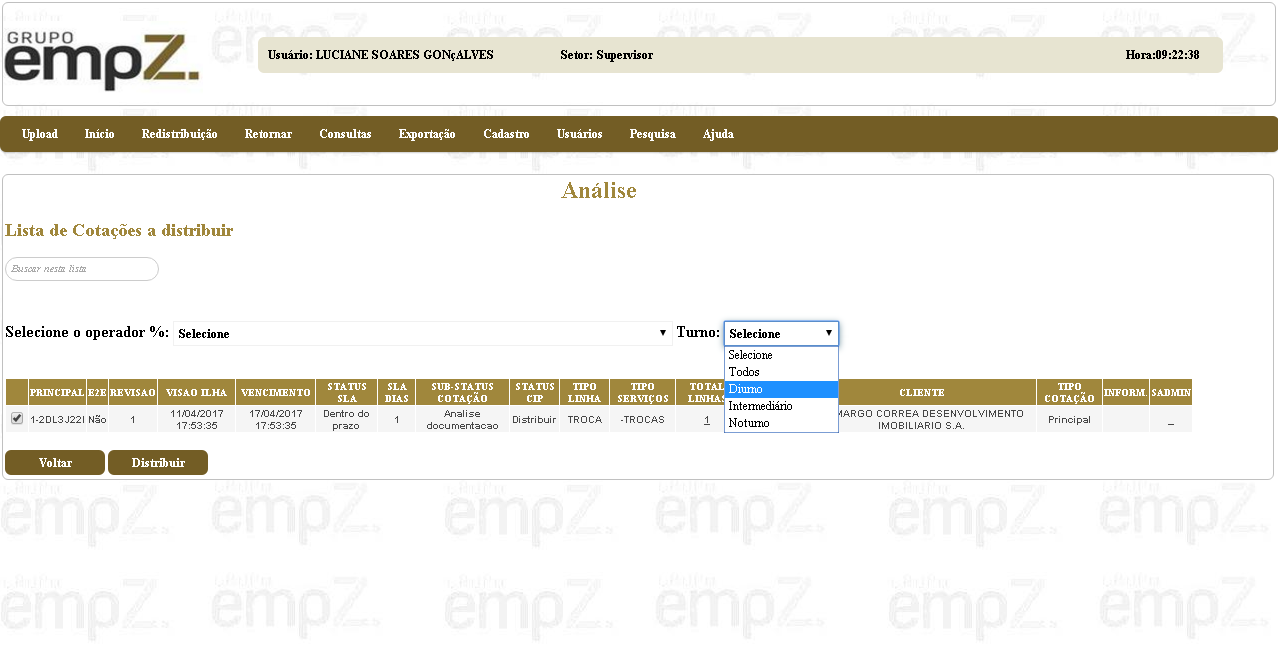 GRUPO
empZ.
Usuário: LUCIANE SOARES GONçALVES Setor: Supervisor Hora:09:22:38
Upload Início Redistribuição Retornar Consultas Exportação Cadastro Usuários Pesquisa Ajuda
Análise
Lista de Cotações a distribuir
Buscar nesta lista
Selecione o operador %: Selecione Turno: Selecione
Selecione
Todos
Diurno
Intermediário
Noturno
PRINCIPAL E2E REVISAO VISAO ILHA VENCIMENTO STATUS SLA SLA DIAS SUB-STATUS COTAÇÃO STATUS CIP TIPO LINHA TIPO SERVIÇOS TOTAL LINHAS CLIENTE TIPO COTAÇÃO INFORM. SADMIN
1-2DL3J22I Não 1 11/04/2017 17:53:35 17/04/2017 17:53:35 Dentro do prazo 1 Analise documentacao Distribuir TROCA -TROCAS 1 MARGO CORREA DESENVOLVIMENTO IMOBILIARIO S.A. Principal _
Voltar Distribuir